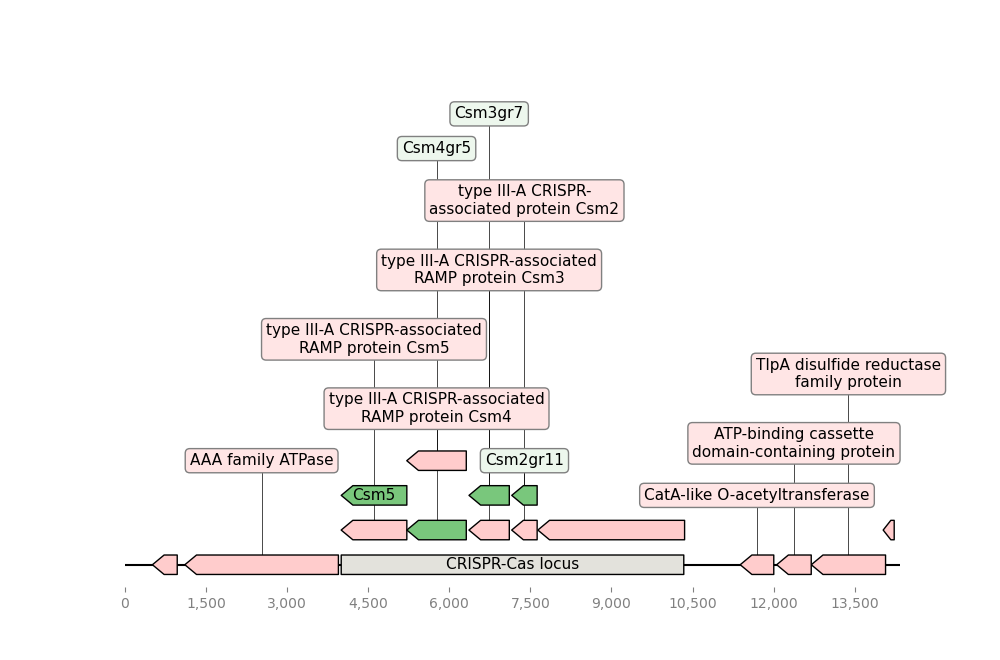 Csm3gr7
Csm4gr5
type III-A CRISPR-
associated protein Csm2
type III-A CRISPR-associated
RAMP protein Csm3
type III-A CRISPR-associated
RAMP protein Csm5
TlpA disulfide reductase
family protein
type III-A CRISPR-associated
RAMP protein Csm4
ATP-binding cassette
domain-containing protein
AAA family ATPase
Csm2gr11
Csm5
CatA-like O-acetyltransferase
CRISPR-Cas locus
0 1,500 3,000 4,500 6,000 7,500 9,000 10,500 12,000 13,500